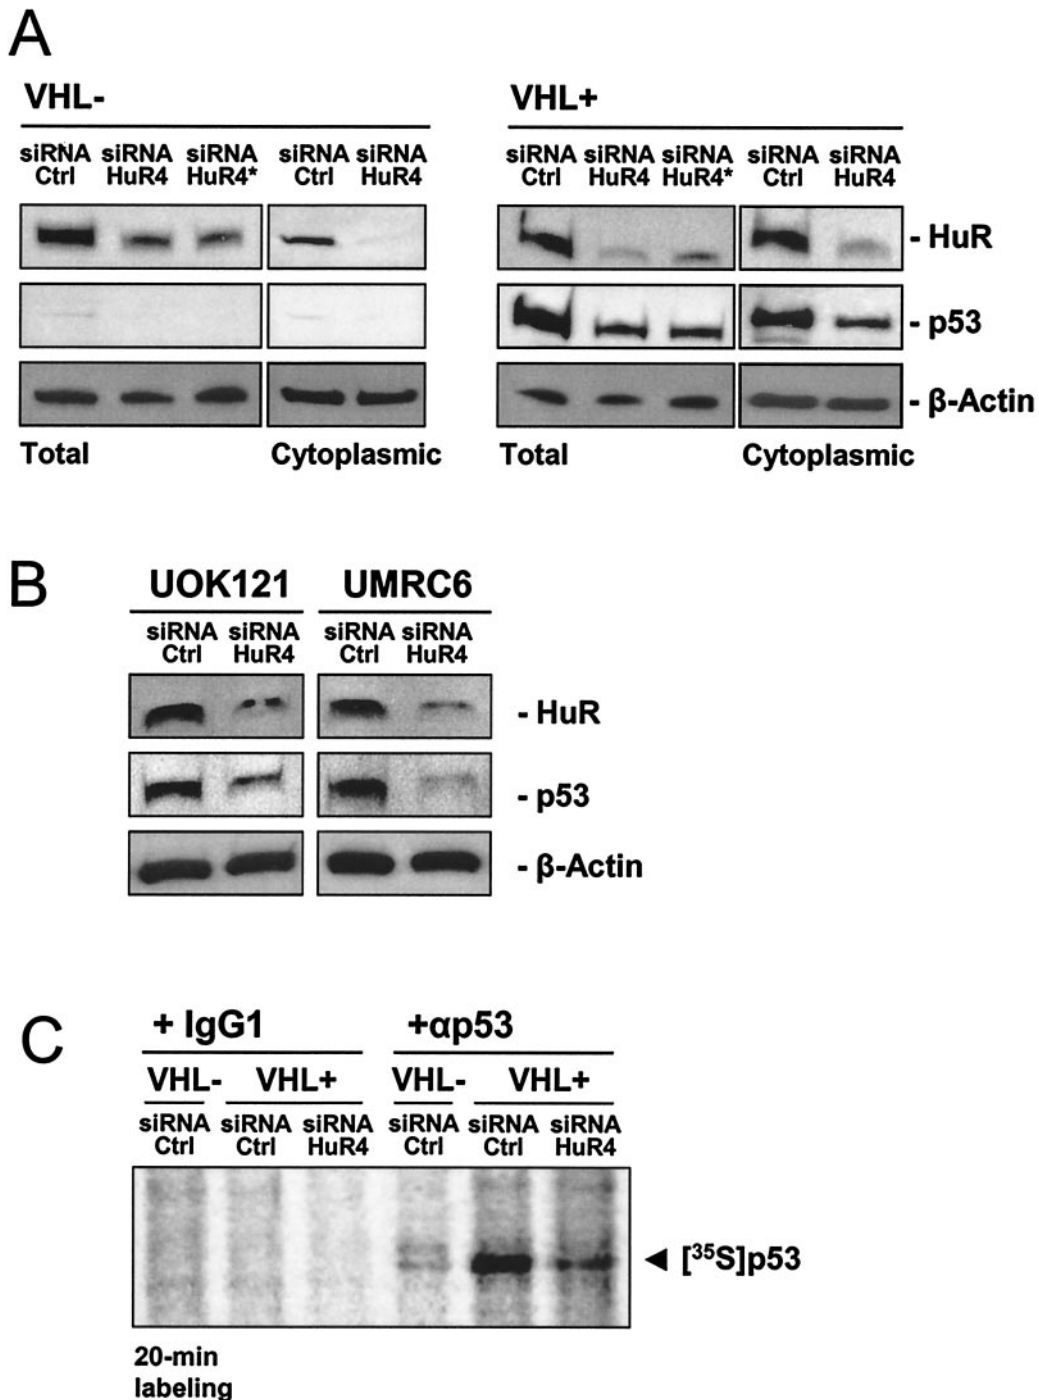 A
VHL-
VHL+
siRNA siRNA siRNA siRNA siRNA
Ctrl HuR4 HuR4* Ctrl HuR4
siRNA siRNA siRNA siRNA siRNA
Ctrl HuR4 HuR4* Ctrl HuR4
- HuR
- p53
- β-Actin
Total Cytoplasmic
Total Cytoplasmic
B
UOK121 UMRC6
siRNA siRNA siRNA siRNA
Ctrl HuR4 Ctrl HuR4
- HuR
- p53
- β-Actin
C
+ IgG1 +αp53
VHL- VHL+ VHL- VHL+
siRNA siRNA siRNA siRNA siRNA siRNA
Ctrl Ctrl HuR4 Ctrl Ctrl HuR4
◄ [³⁵S]p53
20-min
labeling